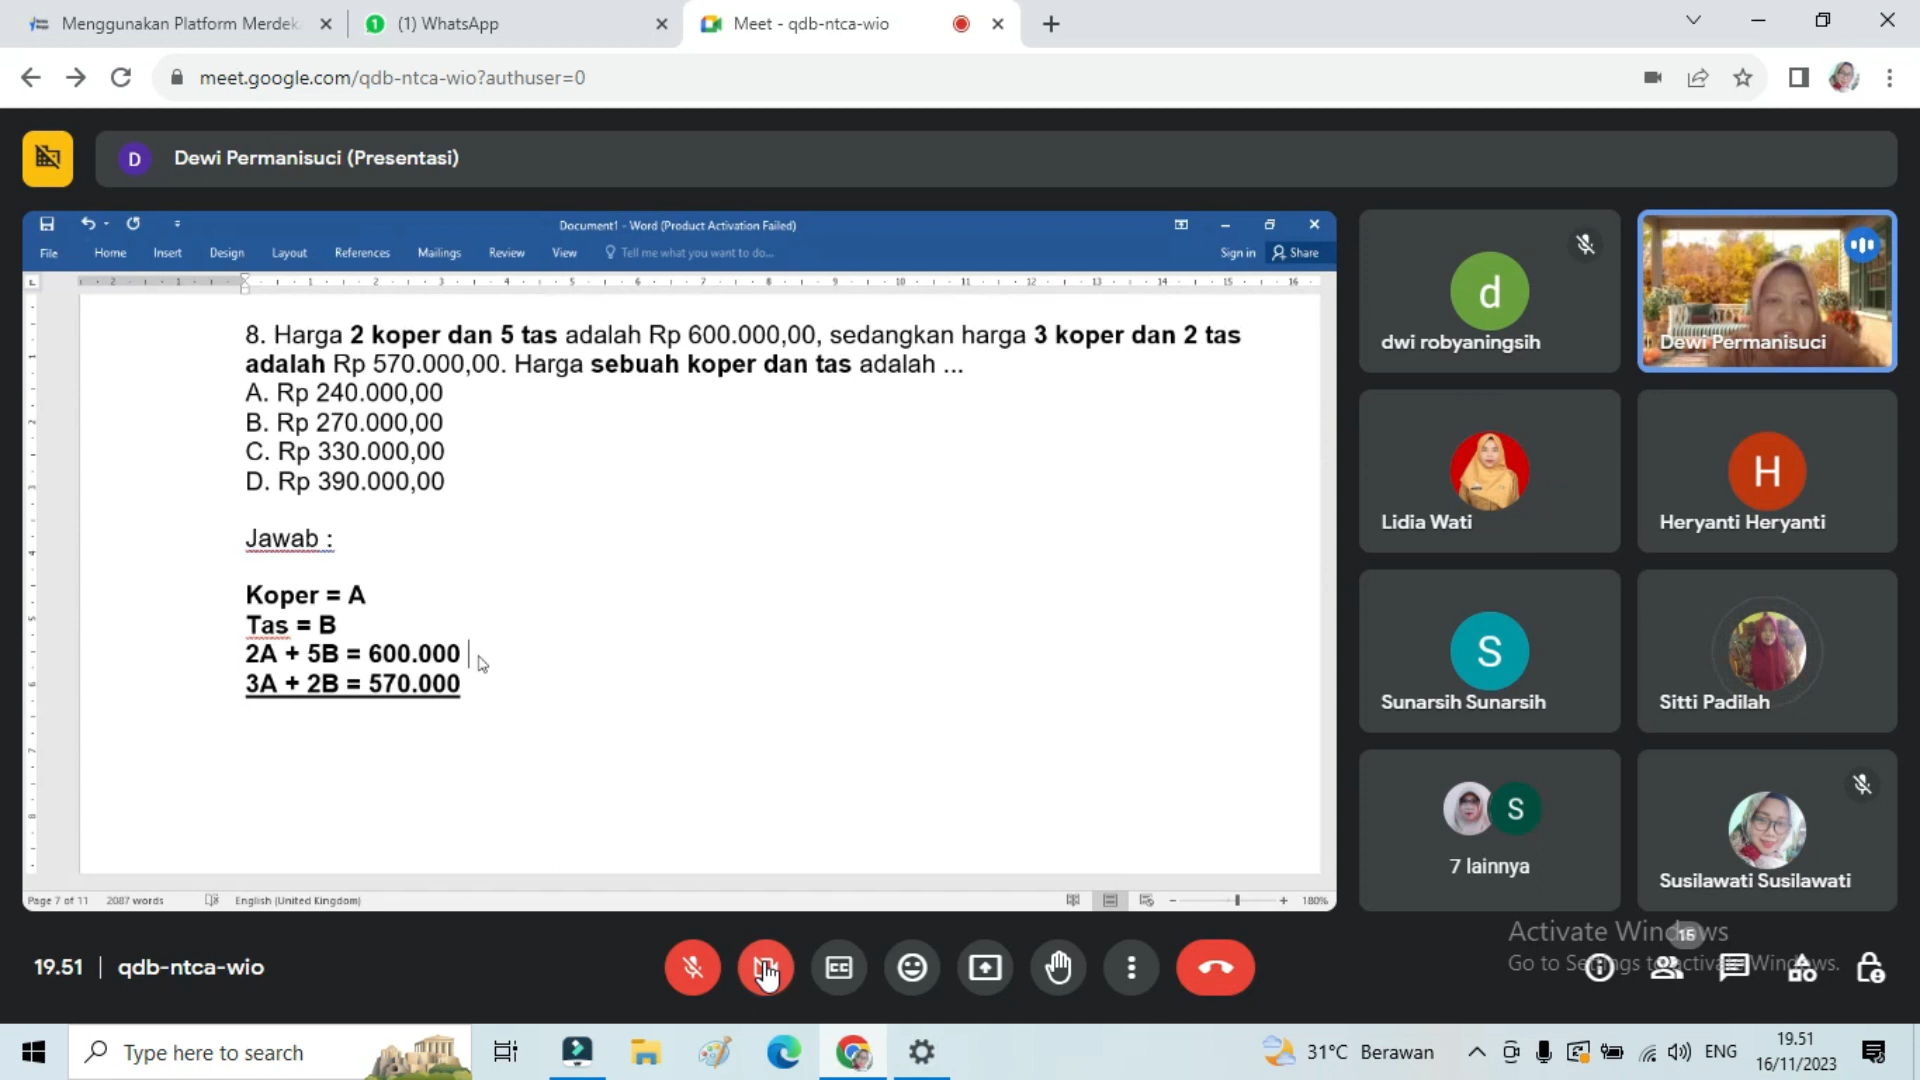 Menggunakan Platform Merdeka
(1) WhatsApp
Meet - qdb-ntca-wio
meet.google.com/qdb-ntca-wio?authuser=0
D
Dewi Permanisuci (Presentasi)
Document1 - Word (Product Activation Failed)
File Home Insert Design Layout References Mailings Review View Tell me what you want to do... Sign in Share
8. Harga 2 koper dan 5 tas adalah Rp 600.000,00, sedangkan harga 3 koper dan 2 tas
adalah Rp 570.000,00. Harga sebuah koper dan tas adalah ...
A. Rp 240.000,00
B. Rp 270.000,00
C. Rp 330.000,00
D. Rp 390.000,00
Jawab :
Koper = A
Tas = B
2A + 5B = 600.000
3A + 2B = 570.000
Page 7 of 11 2087 words English (United Kingdom) 180%
d
dwi robyaningsih
Dewi Permanisuci
Lidia Wati
H
Heryanti Heryanti
S
Sunarsih Sunarsih
Sitti Padilah
S
7 lainnya
Susilawati Susilawati
Activate Windows
Go to Settings to activate Windows.
15
19.51 | qdb-ntca-wio
CC
Type here to search
31°C Berawan
ENG
19.51
16/11/2023